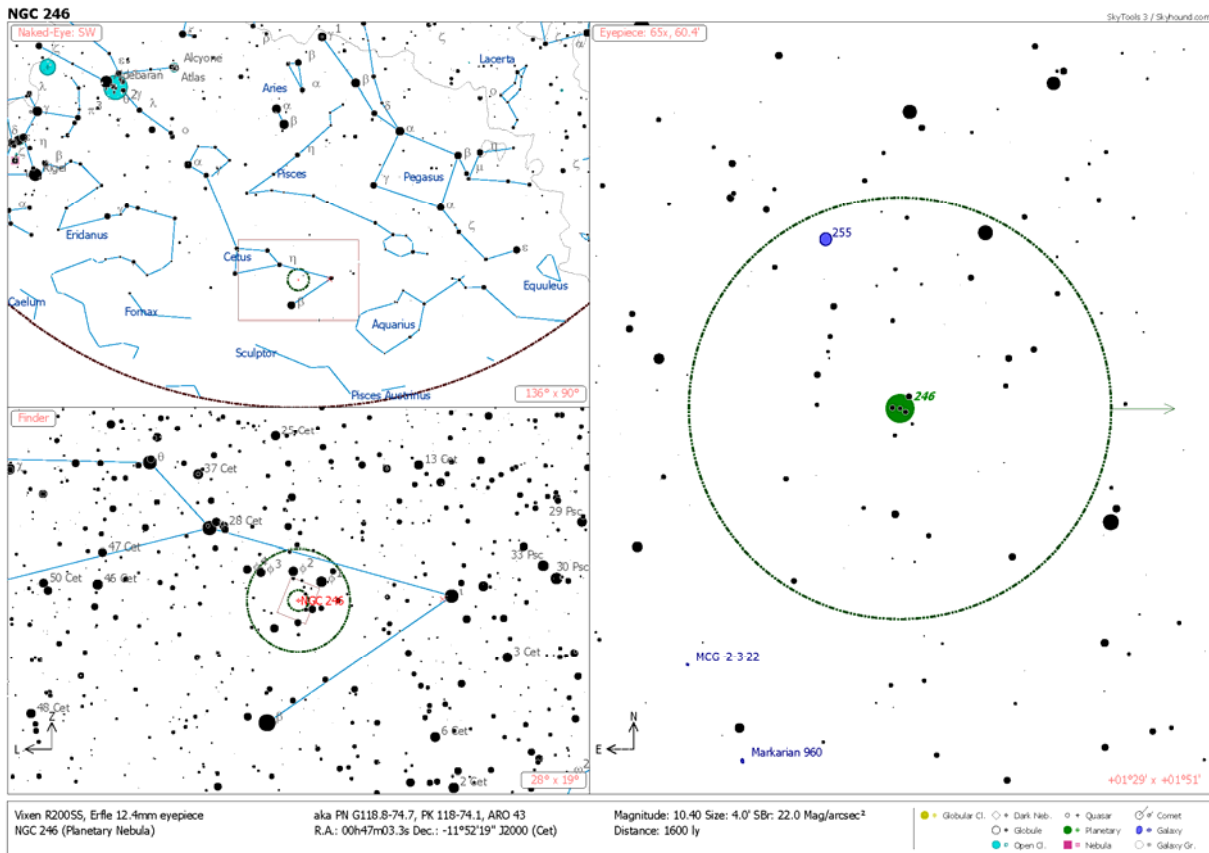 NGC 246
SkyTools 3 / Skyhound.com
Naked-Eye: SW
Eyepiece: 65x, 60.4'
Alcyone
Atlas
Lacerta
Aries
Pisces
Pegasus
Rigel
Eridanus
Cetus
Equuleus
Caelum
Fornax
Aquarius
Sculptor
Pisces Austrinus
136° x 90°
255
246
Finder
25 Cet
13 Cet
37 Cet
28 Cet
29 Psc
47 Cet
33 Psc
30 Psc
50 Cet
46 Cet
NGC 246
3 Cet
48 Cet
6 Cet
2 Cet
Z
L
28° x 19°
MCG -2-3-22
Markarian 960
N
E
+01°29' x +01°51'
Vixen R200SS, Erfle 12.4mm eyepiece
NGC 246 (Planetary Nebula)
aka PN G118.8-74.7, PK 118-74.1, ARO 43
R.A.: 00h47m03.3s Dec.: -11°52'19" J2000 (Cet)
Magnitude: 10.40 Size: 4.0' SBr: 22.0 Mag/arcsec²
Distance: 1600 ly
Globular Cl.
Dark Neb.
Quasar
Comet
Globule
Planetary
Galaxy
Open Cl.
Nebula
Galaxy Gr.